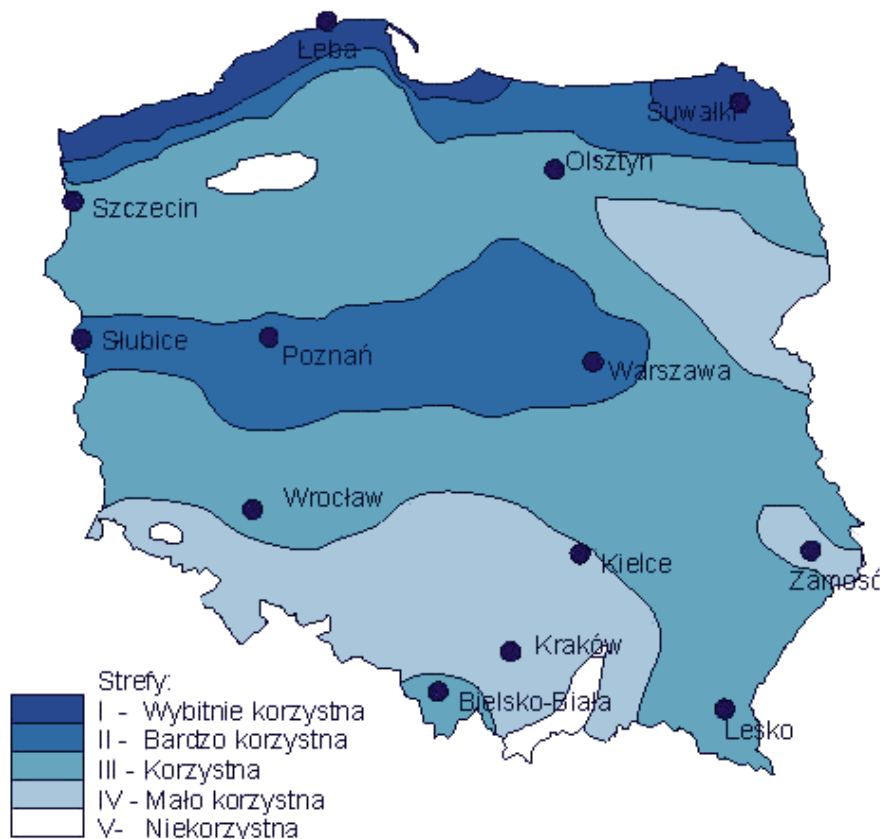 Łeba
Suwałki
Olsztyn
Szczecin
Słubice
Poznań
Warszawa
Wrocław
Kielce
Zamość
Kraków
Bielsko-Biała
Lesko
Strefy:
I - Wybitnie korzystna
II - Bardzo korzystna
III - Korzystna
IV - Mało korzystna
V- Niekorzystna